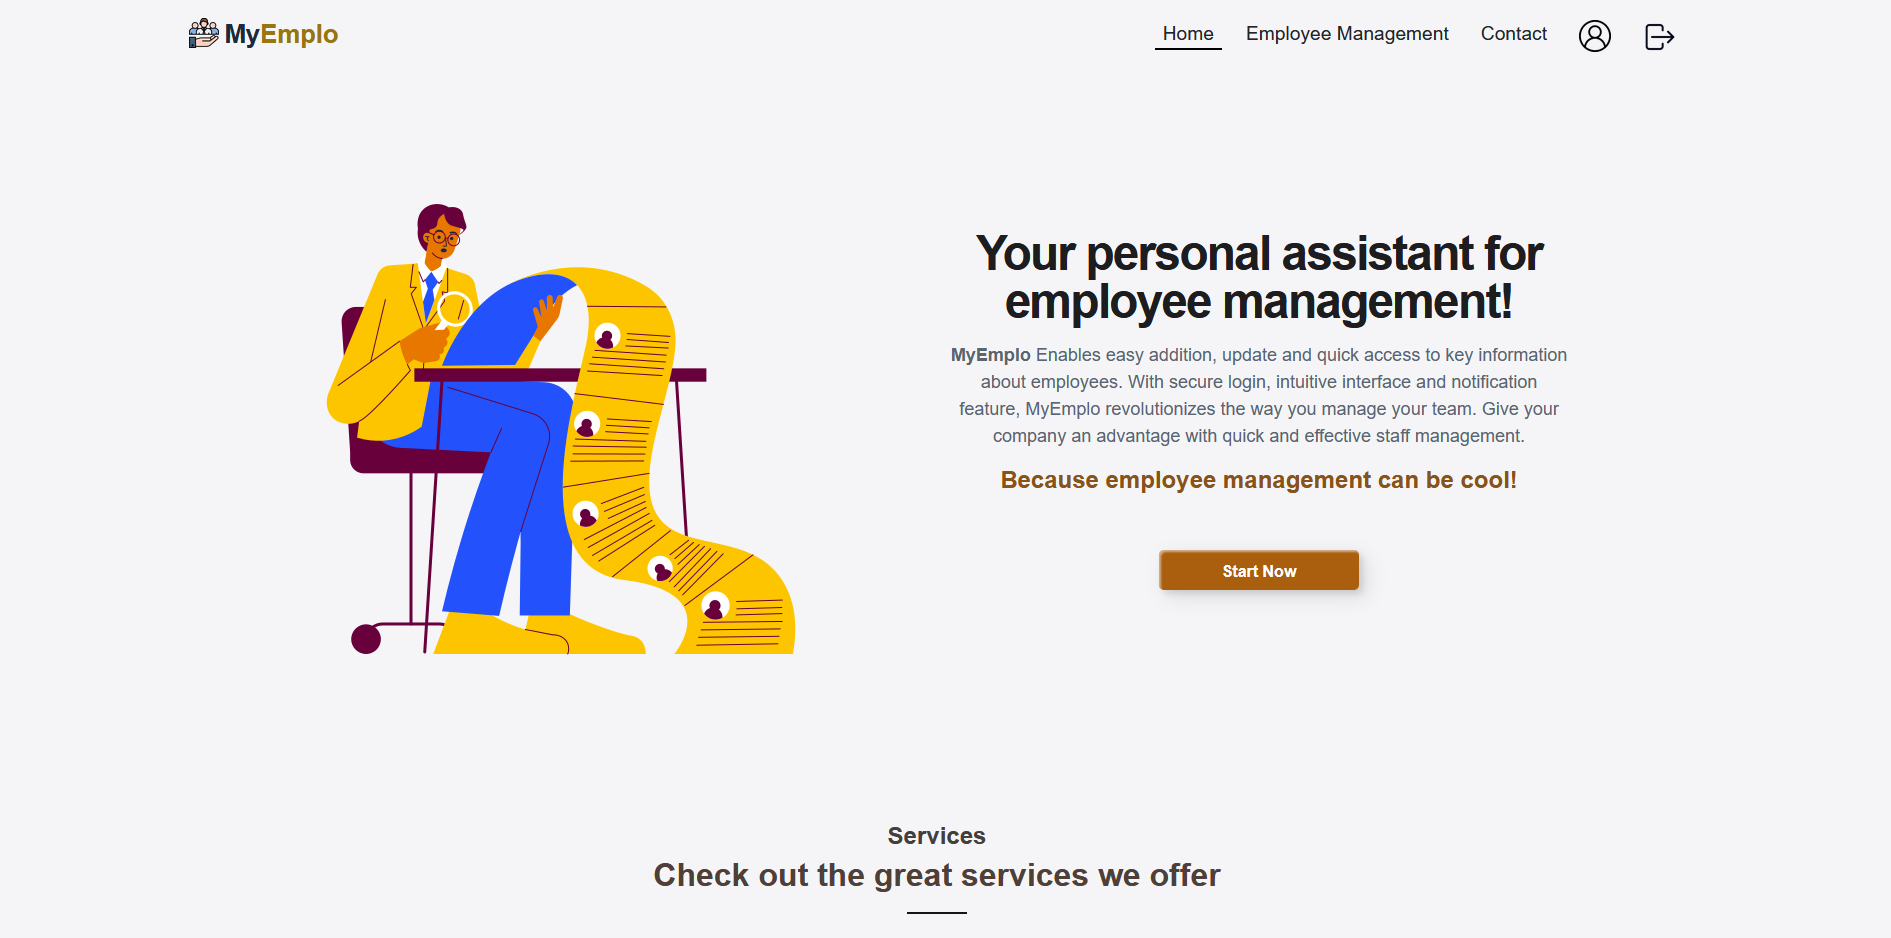 MyEmplo
Home
Employee Management
Contact
Your personal assistant for
employee management!
MyEmplo Enables easy addition, update and quick access to key information
about employees. With secure login, intuitive interface and notification
feature, MyEmplo revolutionizes the way you manage your team. Give your
company an advantage with quick and effective staff management.
Because employee management can be cool!
Start Now
Services
Check out the great services we offer